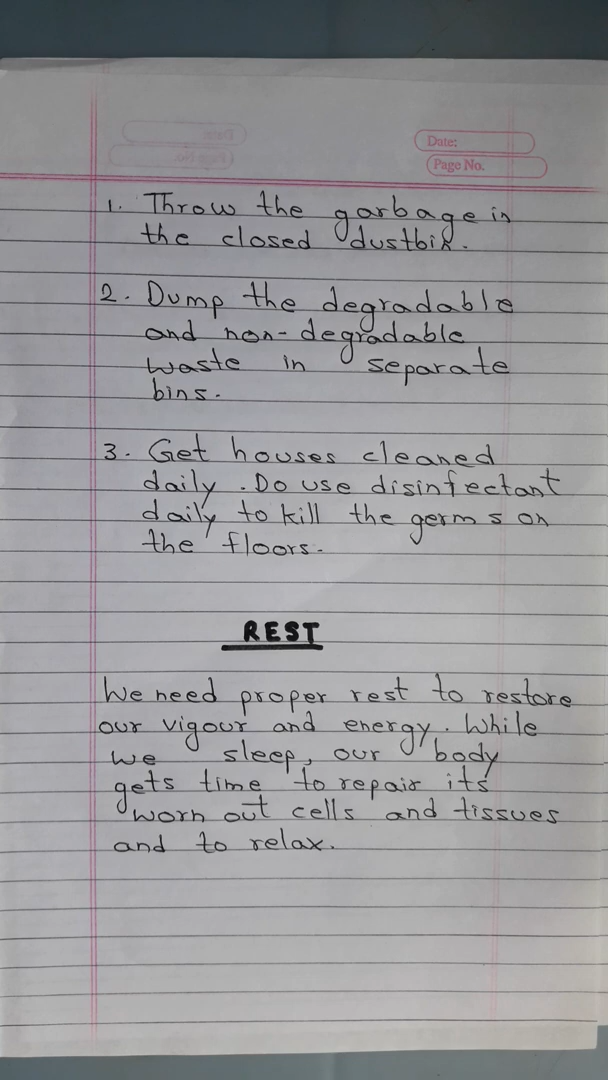 Date:
Page No.
1. Throw the garbage in
the closed dustbin.
2. Dump the degradable
and non-degradable
waste in separate
bins.
3. Get houses cleaned
daily. Do use disinfectant
daily to kill the germs on
the floors.
REST
We need proper rest to restore
our vigour and energy. While
we sleep, our body
gets time to repair its
worn out cells and tissues
and to relax.